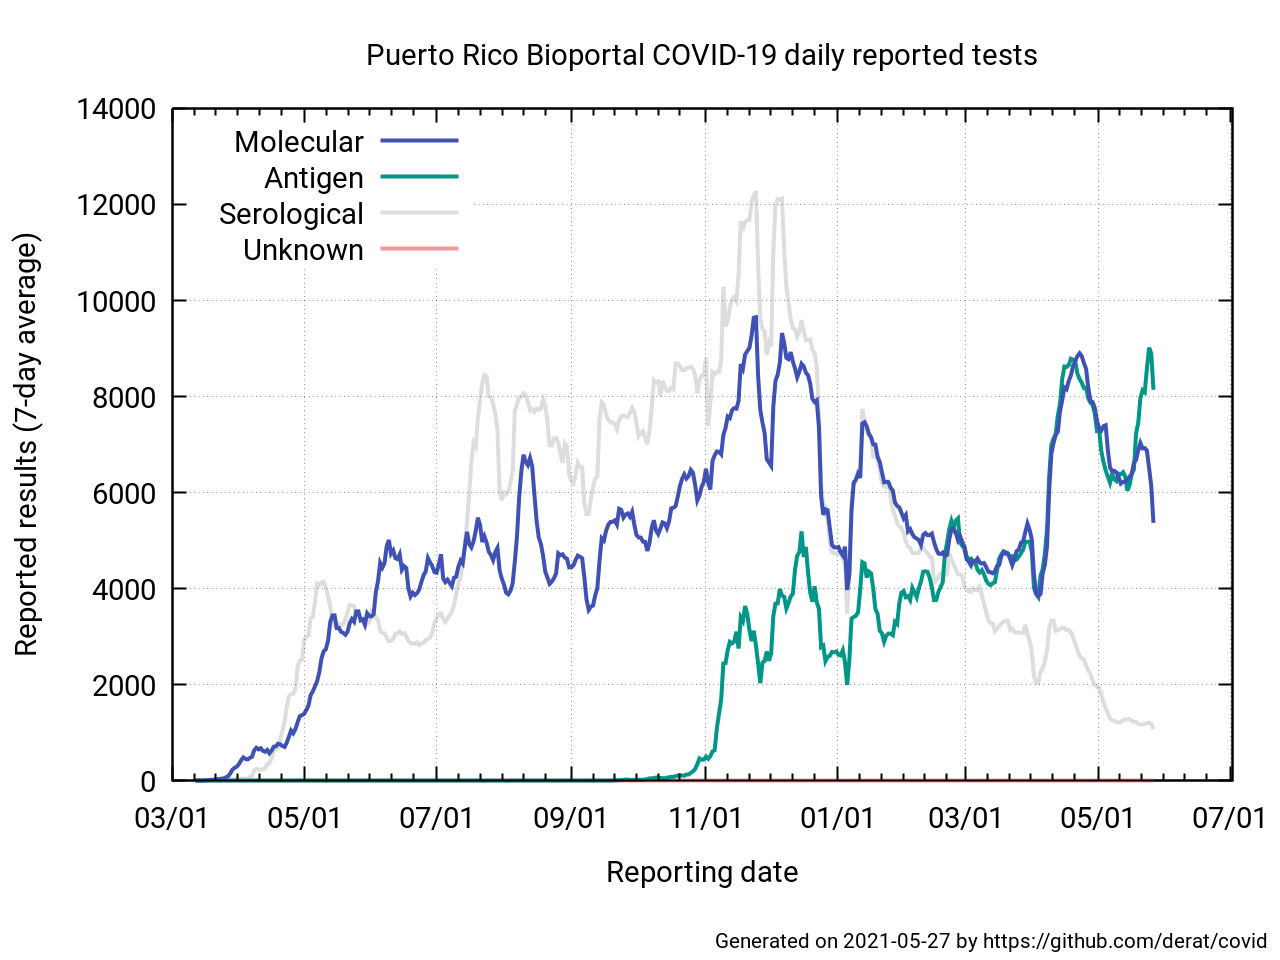 Puerto Rico Bioportal COVID-19 daily reported tests
Reported results (7-day average)
14000
12000
10000
8000
6000
4000
2000
0
Molecular
Antigen
Serological
Unknown
03/01 05/01 07/01 09/01 11/01 01/01 03/01 05/01 07/01
Reporting date
Generated on 2021-05-27 by https://github.com/derat/covid